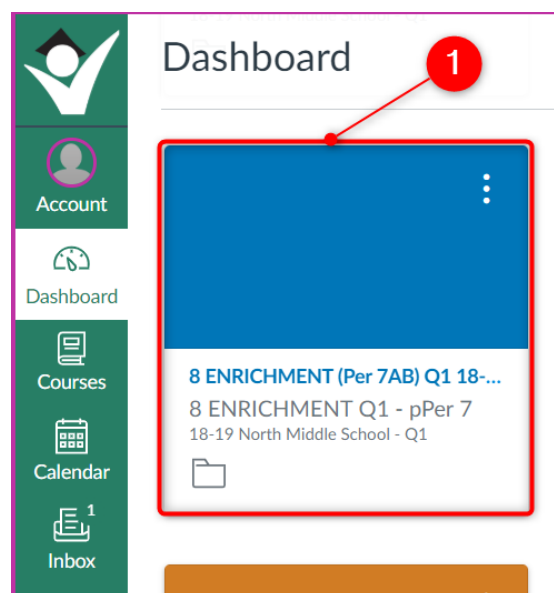 18-19 North Middle School - Q1
Dashboard
1
Account
Dashboard
Courses
Calendar
1
Inbox
8 ENRICHMENT (Per 7AB) Q1 18-...
8 ENRICHMENT Q1 - pPer 7
18-19 North Middle School - Q1